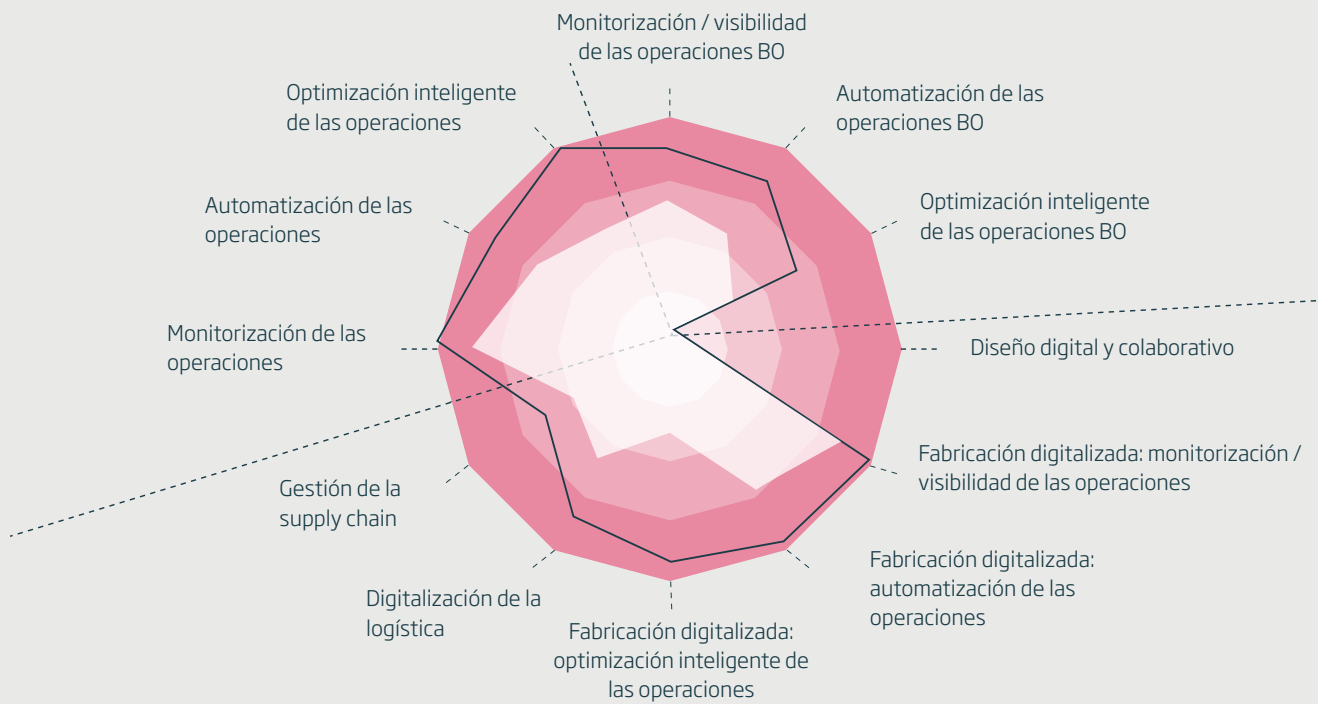 Monitorización / visibilidad
de las operaciones BO
Automatización de las
operaciones BO
Optimización inteligente
de las operaciones BO
Diseño digital y colaborativo
Fabricación digitalizada: monitorización /
visibilidad de las operaciones
Fabricación digitalizada:
automatización de las
operaciones
Fabricación digitalizada:
optimización inteligente de
las operaciones
Digitalización de la
logística
Gestión de la
supply chain
Monitorización de las
operaciones
Automatización de las
operaciones
Optimización inteligente
de las operaciones